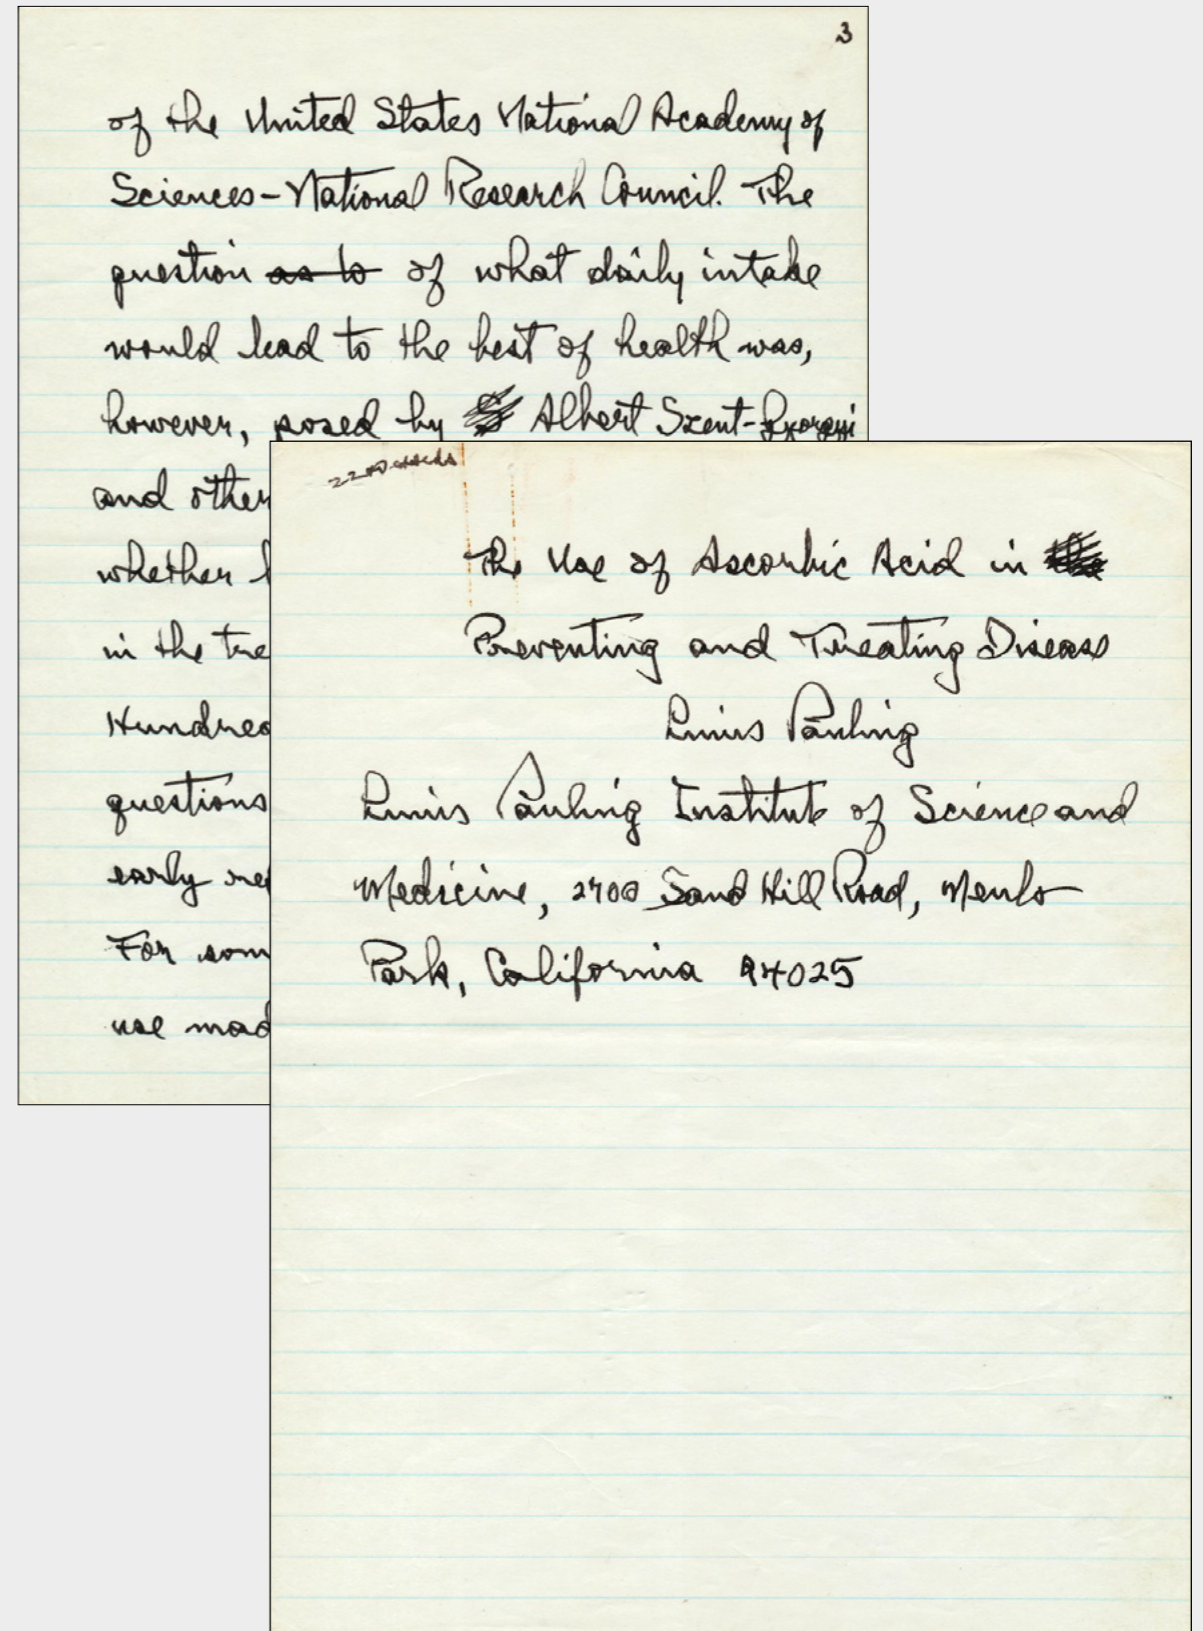 3
of the United States National Academy of
Sciences-National Research Council. The
question as to of what daily intake
would lead to the best of health was,
however, posed by Albert Szent-Gyorgyi
and other
whether
in the tre
Hundred
questions
early
For som
use mad
The Use of Ascorbic Acid in the
Preventing and Treating Disease
Linus Pauling
Linus Pauling Institute of Science and
Medicine, 2700 Sand Hill Road, Menlo
Park, California 94025